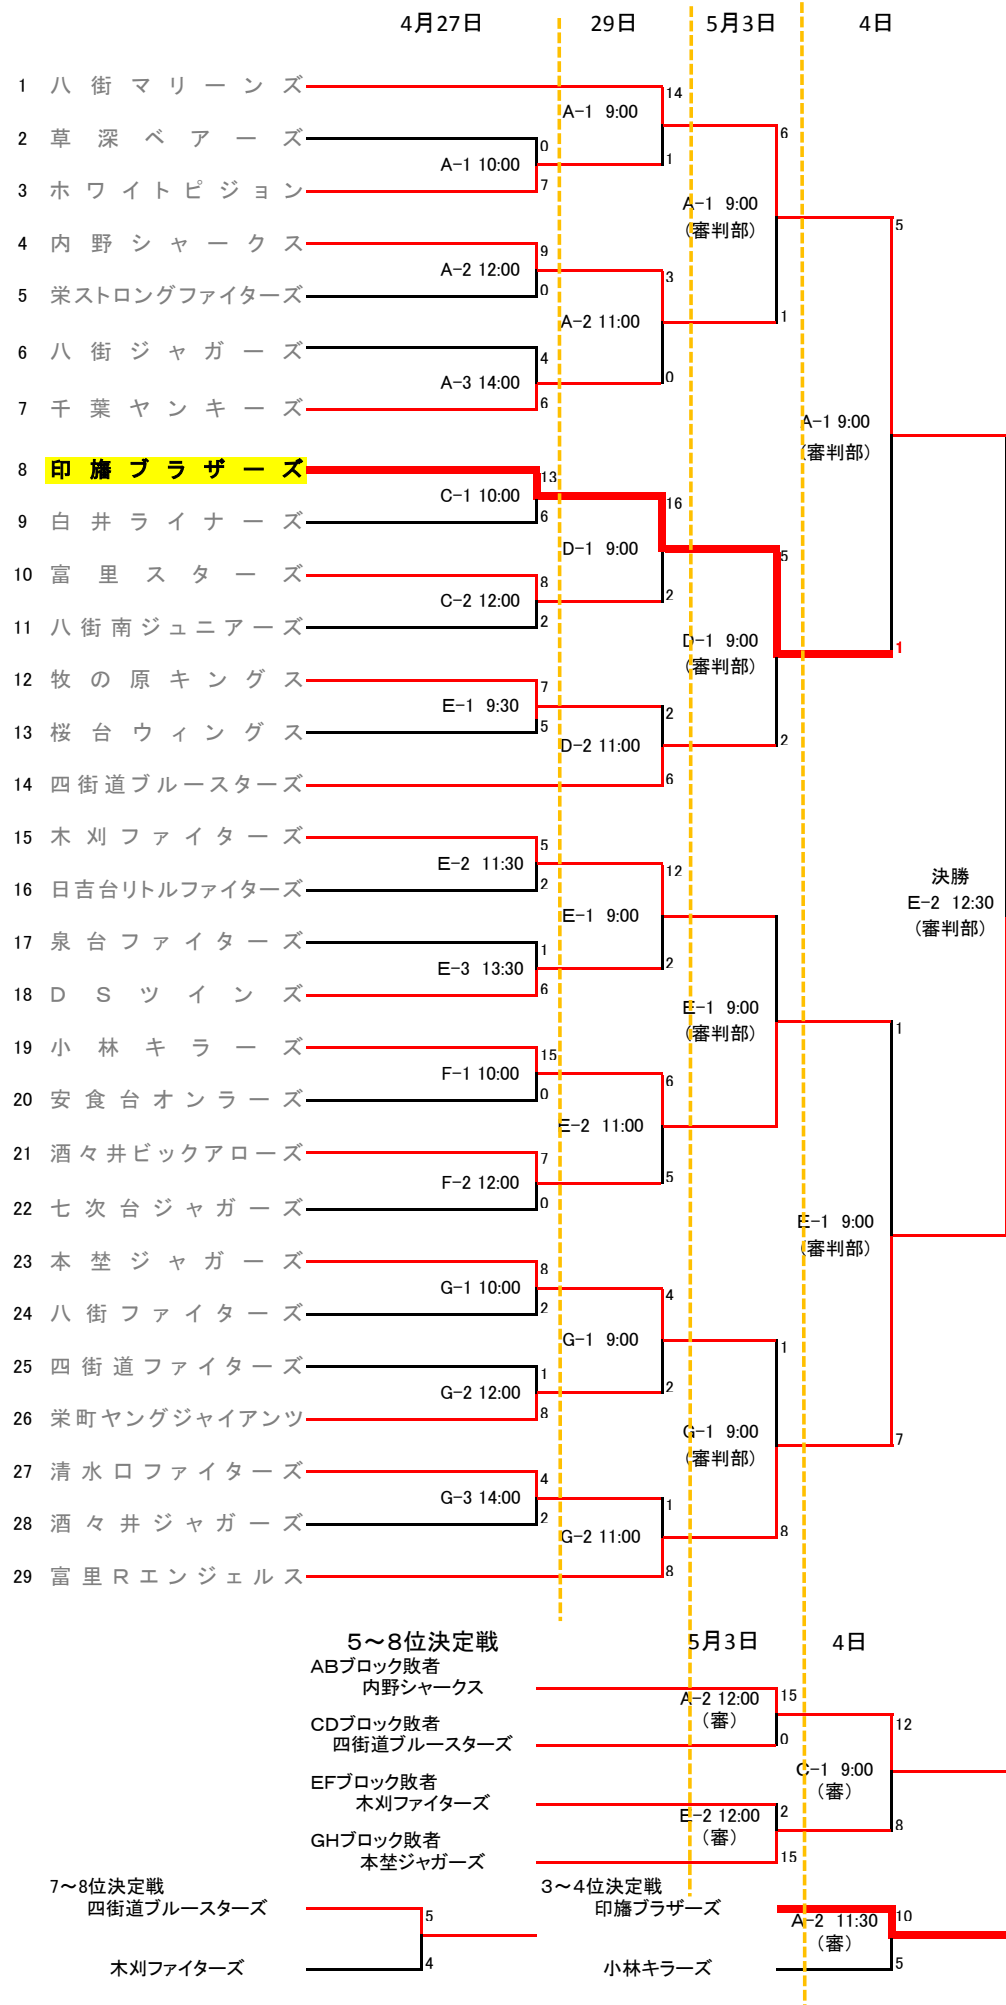 4月27日 29日 5月3日 4日
1 八街マリーンズ
14
A-1 9:00
6
2 草深ベアーズ
0
A-1 10:00
1
3 ホワイトピジョン
7
A-1 9:00
(審判部)
5
4 内野シャークス
9
A-2 12:00
3
5 栄ストロングファイターズ
0
A-2 11:00
1
6 八街ジャガーズ
4
A-3 14:00
0
7 千葉ヤンキーズ
6
A-1 9:00
(審判部)
8 印旛ブラザーズ
13
C-1 10:00
16
9 白井ライナーズ
6
D-1 9:00
5
10 富里スターズ
8
C-2 12:00
2
11 八街南ジュニアーズ
2
D-1 9:00
(審判部)
1
12 牧の原キングス
7
E-1 9:30
2
13 桜台ウィングス
5
D-2 11:00
2
14 四街道ブルースターズ
6
15 木刈ファイターズ
5
E-2 11:30
12
16 日吉台リトルファイターズ
2
決勝
E-2 12:30
(審判部)
E-1 9:00
17 泉台ファイターズ
1
E-3 13:30
2
18 DSツインズ
6
E-1 9:00
(審判部)
1
19 小林キラーズ
15
F-1 10:00
6
20 安食台オンラーズ
0
E-2 11:00
21 酒々井ビックアローズ
7
F-2 12:00
5
22 七次台ジャガーズ
0
E-1 9:00
(審判部)
23 本埜ジャガーズ
8
G-1 10:00
4
24 八街ファイターズ
2
G-1 9:00
1
25 四街道ファイターズ
1
G-2 12:00
2
26 栄町ヤングジャイアンツ
8
G-1 9:00
(審判部)
7
27 清水口ファイターズ
4
G-3 14:00
1
28 酒々井ジャガーズ
2
G-2 11:00
8
29 富里Rエンジェルス
8
5～8位決定戦 5月3日 4日
ABブロック敗者
内野シャークス
A-2 12:00
(審)
15
12
CDブロック敗者
四街道ブルースターズ
0
C-1 9:00
(審)
EFブロック敗者
木刈ファイターズ
E-2 12:00
(審)
2
8
GHブロック敗者
本埜ジャガーズ
15
7～8位決定戦
四街道ブルースターズ
5
木刈ファイターズ
4
3～4位決定戦
印旛ブラザーズ
A-2 11:30
(審)
10
小林キラーズ
5